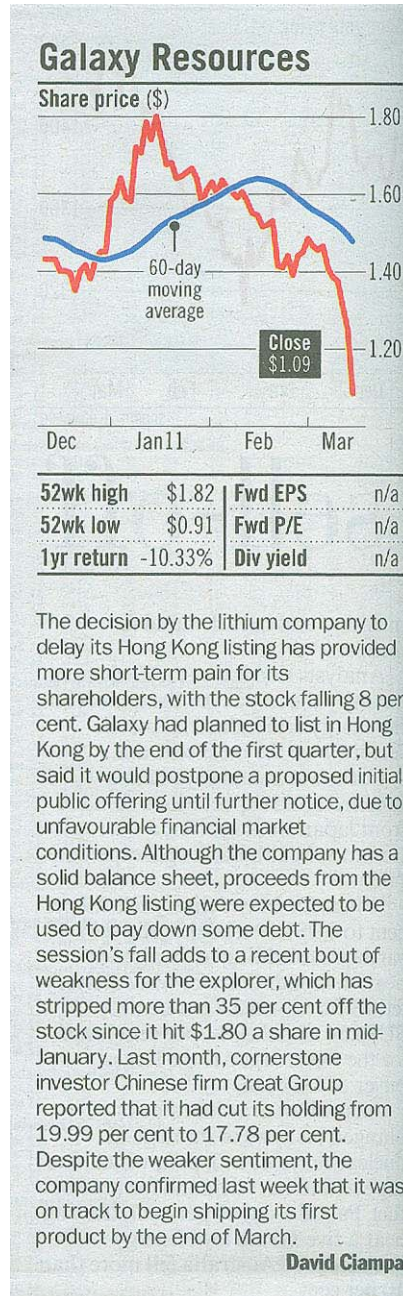 Galaxy Resources
Share price ($)
1.80
1.60
1.40
60-day
moving
average
Close
$1.09
1.20
Dec Jan11 Feb Mar
52wk high $1.82 Fwd EPS n/a
52wk low $0.91 Fwd P/E n/a
1yr return -10.33% Div yield n/a
The decision by the lithium company to
delay its Hong Kong listing has provided
more short-term pain for its
shareholders, with the stock falling 8 per
cent. Galaxy had planned to list in Hong
Kong by the end of the first quarter, but
said it would postpone a proposed initial
public offering until further notice, due to
unfavourable financial market
conditions. Although the company has a
solid balance sheet, proceeds from the
Hong Kong listing were expected to be
used to pay down some debt. The
session's fall adds to a recent bout of
weakness for the explorer, which has
stripped more than 35 per cent off the
stock since it hit $1.80 a share in mid-
January. Last month, cornerstone
investor Chinese firm Creat Group
reported that it had cut its holding from
19.99 per cent to 17.78 per cent.
Despite the weaker sentiment, the
company confirmed last week that it was
on track to begin shipping its first
product by the end of March.
David Ciampa